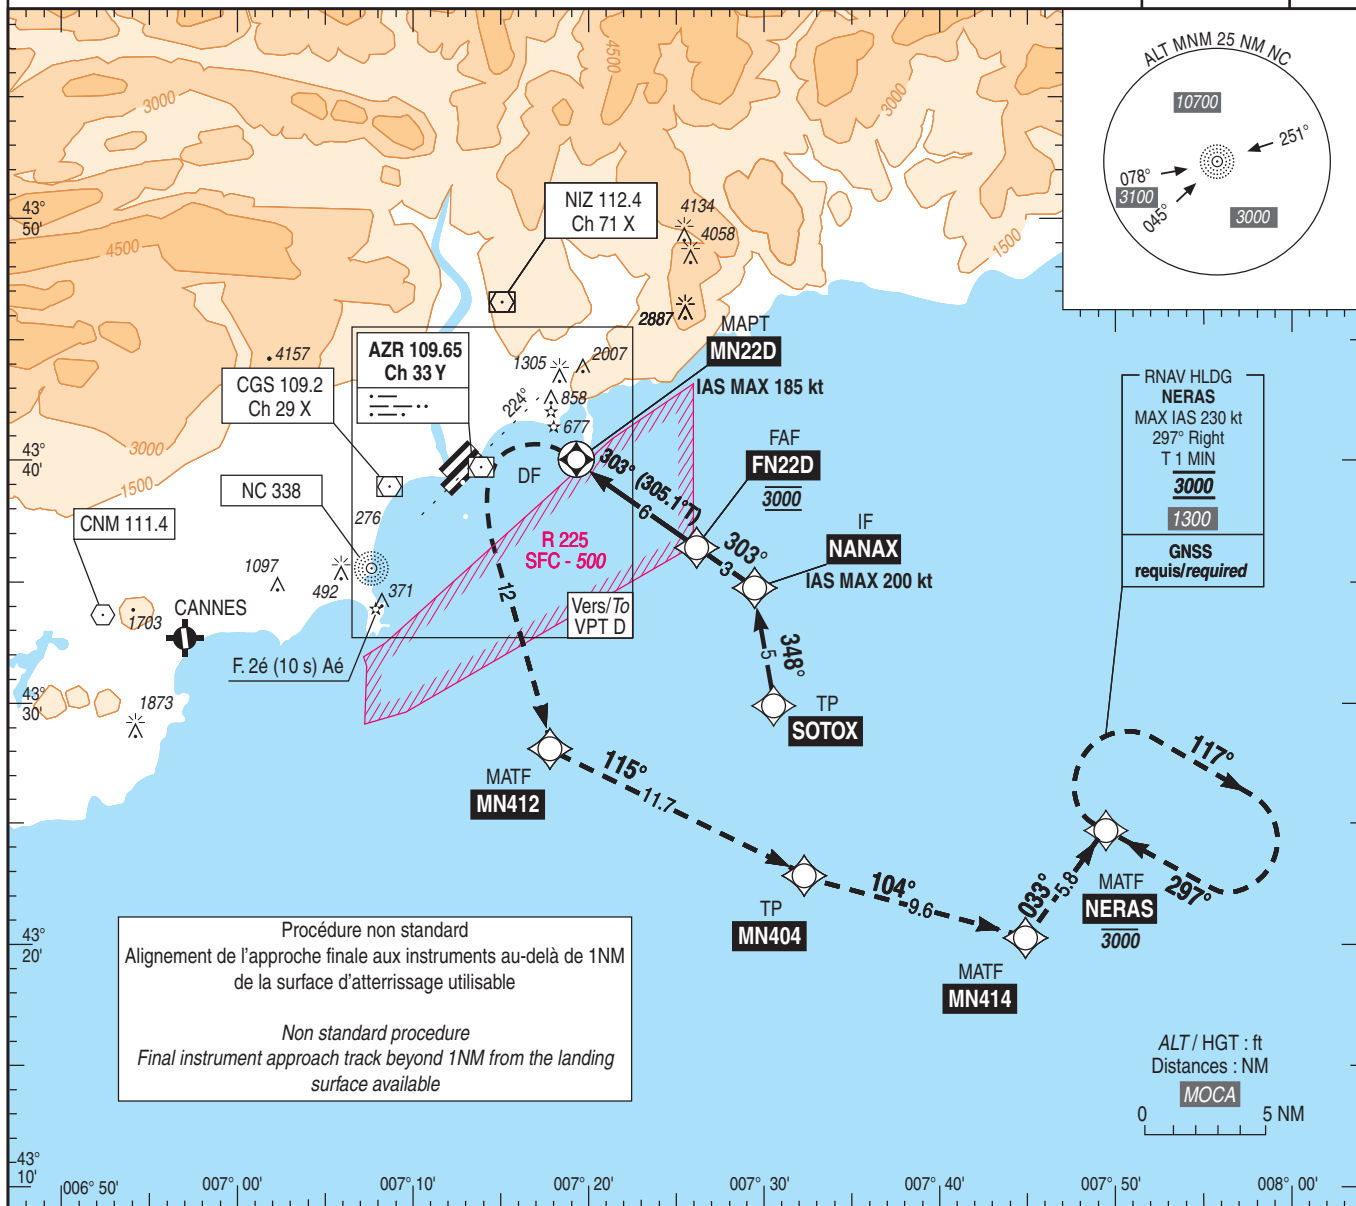 ALT MNM 25 NM NC
10700
251°
078°
3100
045°
3000
4500
3000
3000
4500
1500
3000
1500
43°
50'
43°
40'
43°
30'
43°
20'
43°
10'
NIZ 112.4
Ch 71 X
4134
4058
2887
MAPT
MN22D
IAS MAX 185 kt
4157
AZR 109.65
Ch 33 Y
1305
2007
224°
858
677
CGS 109.2
Ch 29 X
NC 338
276
CNM 111.4
1097
492
371
CANNES
1703
F. 2é (10 s) Aé
1873
DF
303° (305.1°T)
6
FAF
FN22D
3000
303°
3
IF
NANAX
IAS MAX 200 kt
R 225
SFC - 500
12
Vers/To
VPT D
348°
5
TP
SOTOX
RNAV HLDG
NERAS
MAX IAS 230 kt
297° Right
T 1 MIN
3000
1300
GNSS
requis/required
MATF
MN412
115°
11.7
TP
MN404
104°
9.6
MATF
MN414
033°
5.8
117°
297°
MATF
NERAS
3000
Procédure non standard
Alignement de l'approche finale aux instruments au-delà de 1NM
de la surface d'atterrissage utilisable
Non standard procedure
Final instrument approach track beyond 1NM from the landing
surface available
ALT / HGT : ft
Distances : NM
MOCA
0 5 NM
006° 50' 007° 00' 007° 10' 007° 20' 007° 30' 007° 40' 007° 50' 008° 00'